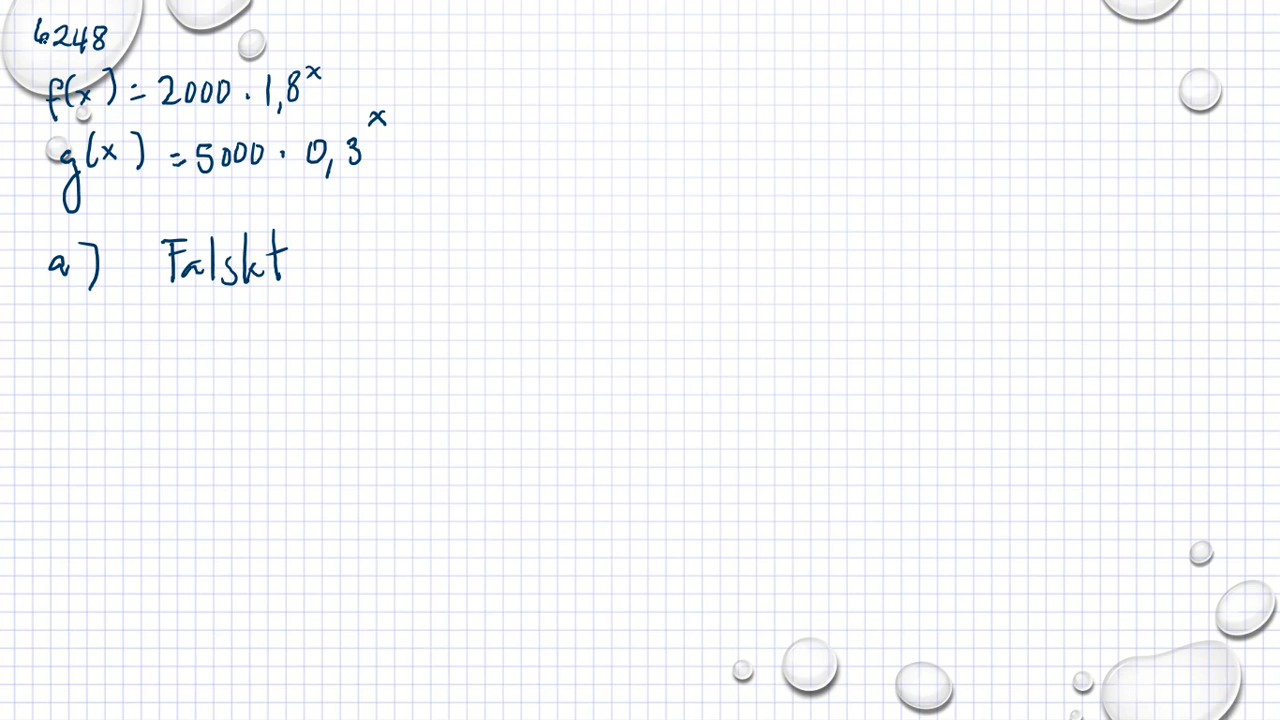 6248
f(x) = 2000 · 1,8^x
g(x) = 5000 · 0,3^x
a) Falskt